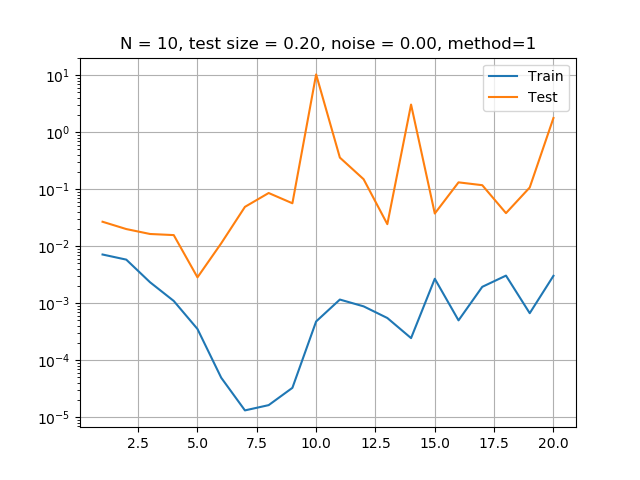 N = 10, test size = 0.20, noise = 0.00, method=1
Train
Test
10¹
10⁰
10⁻¹
10⁻²
10⁻³
10⁻⁴
10⁻⁵
2.5 5.0 7.5 10.0 12.5 15.0 17.5 20.0